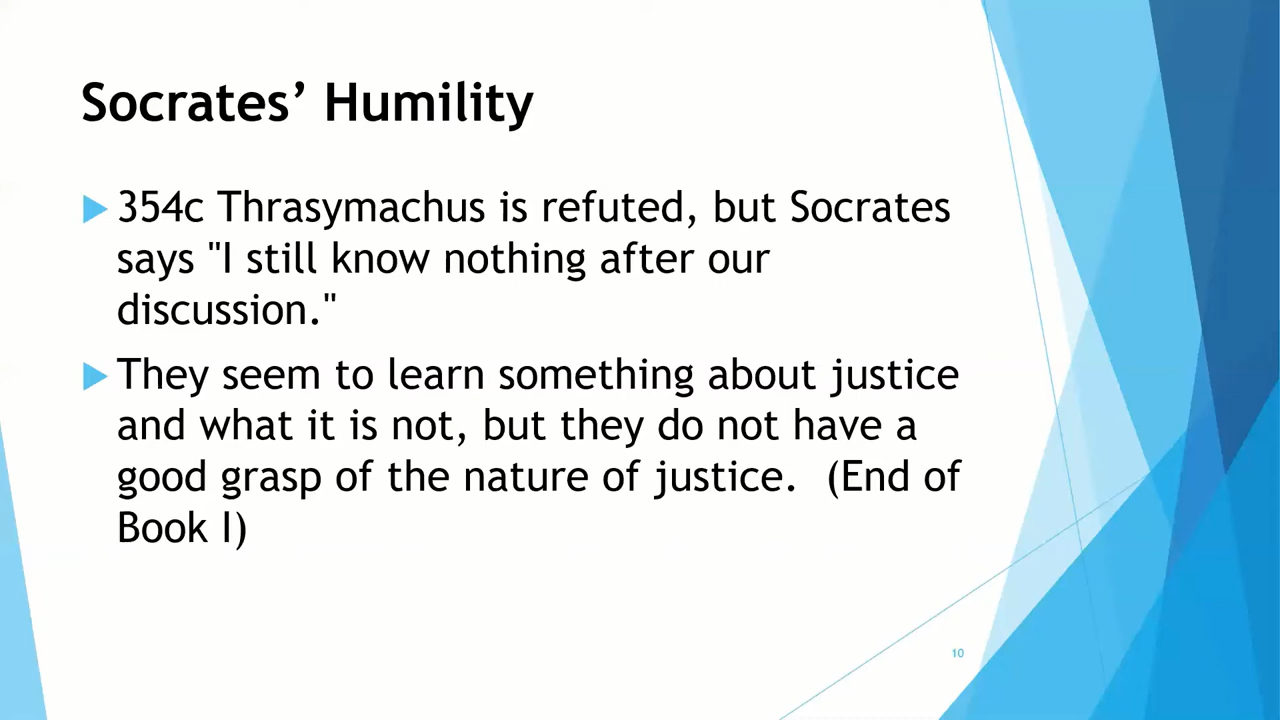 Socrates’ Humility
354c Thrasymachus is refuted, but Socrates
says "I still know nothing after our
discussion."
They seem to learn something about justice
and what it is not, but they do not have a
good grasp of the nature of justice.  (End of
Book I)
10